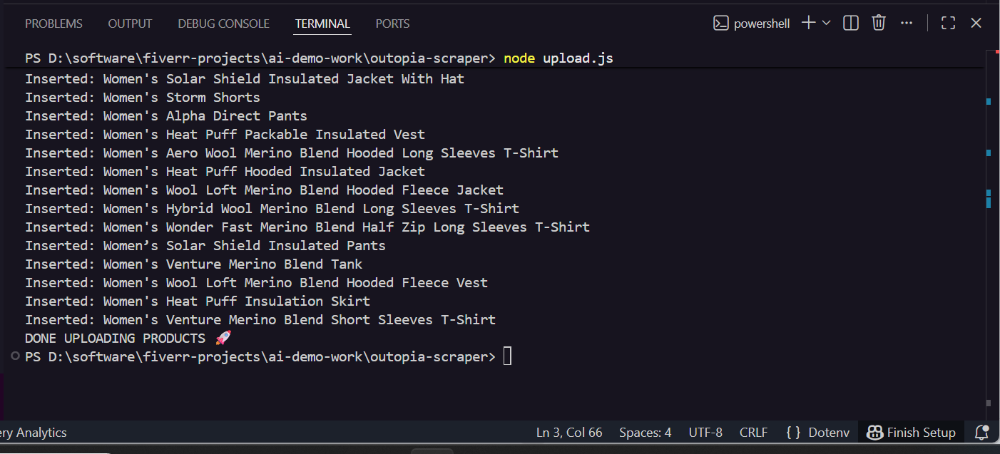 PROBLEMS OUTPUT DEBUG CONSOLE TERMINAL PORTS powershell
PS D:\software\fiverr-projects\ai-demo-work\outopia-scraper> node upload.js
Inserted: Women's Solar Shield Insulated Jacket With Hat
Inserted: Women's Storm Shorts
Inserted: Women's Alpha Direct Pants
Inserted: Women's Heat Puff Packable Insulated Vest
Inserted: Women's Aero Wool Merino Blend Hooded Long Sleeves T-Shirt
Inserted: Women's Heat Puff Hooded Insulated Jacket
Inserted: Women's Wool Loft Merino Blend Hooded Fleece Jacket
Inserted: Women's Hybrid Wool Merino Blend Long Sleeves T-Shirt
Inserted: Women's Wonder Fast Merino Blend Half Zip Long Sleeves T-Shirt
Inserted: Women’s Solar Shield Insulated Pants
Inserted: Women's Venture Merino Blend Tank
Inserted: Women's Wool Loft Merino Blend Hooded Fleece Vest
Inserted: Women's Heat Puff Insulation Skirt
Inserted: Women's Venture Merino Blend Short Sleeves T-Shirt
DONE UPLOADING PRODUCTS 🚀
PS D:\software\fiverr-projects\ai-demo-work\outopia-scraper>
Analytics Ln 3, Col 66 Spaces: 4 UTF-8 CRLF { } Dotenv Finish Setup